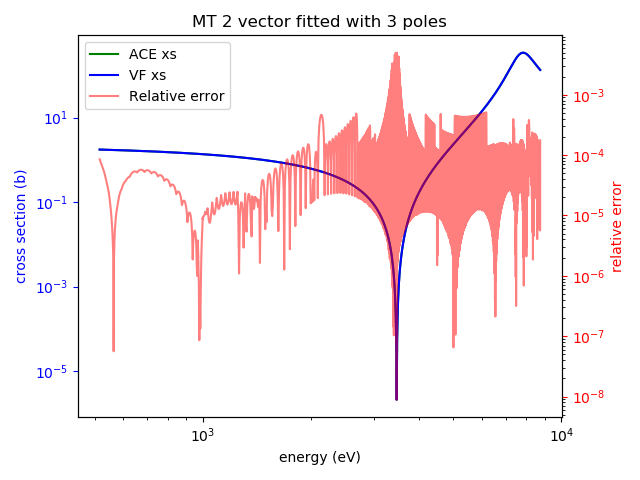 MT 2 vector fitted with 3 poles
ACE xs
VF xs
Relative error
10^1
10^-1
10^-3
10^-5
cross section (b)
10^-3
10^-4
10^-5
10^-6
10^-7
10^-8
relative error
10^3
10^4
energy (eV)